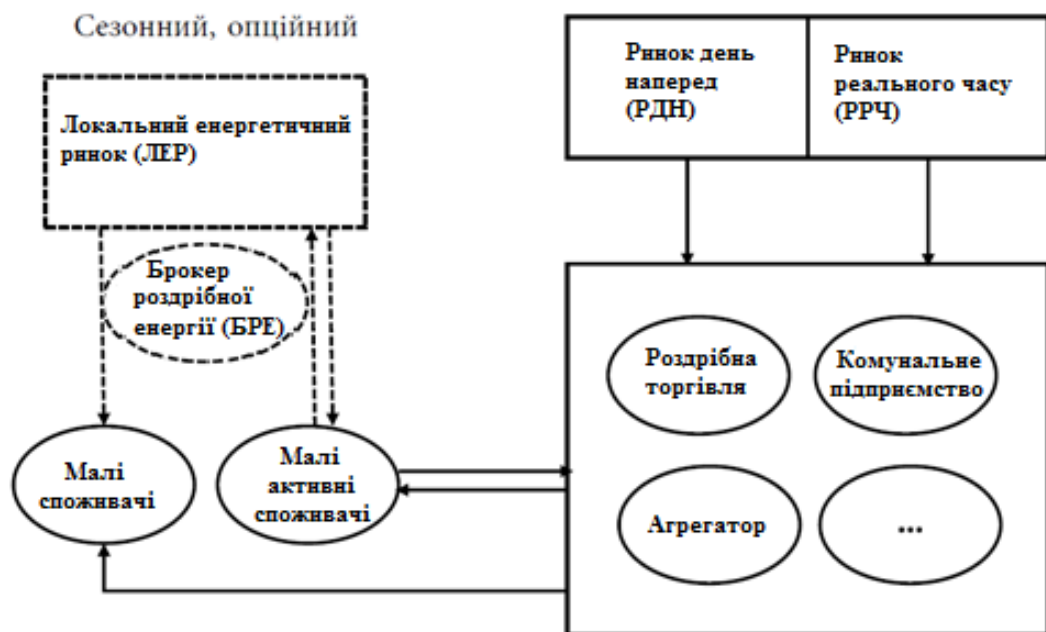 Сезонний, опційний
Локальний енергетичний
ринок (ЛЕР)
Брокер
роздрібної
енергії (БРЕ)
Малі
споживачі
Малі
активні
споживачі
Ринок день
наперед
(РДН)
Ринок
реального часу
(РРЧ)
Роздрібна
торгівля
Комунальне
підприємство
Агрегатор
...